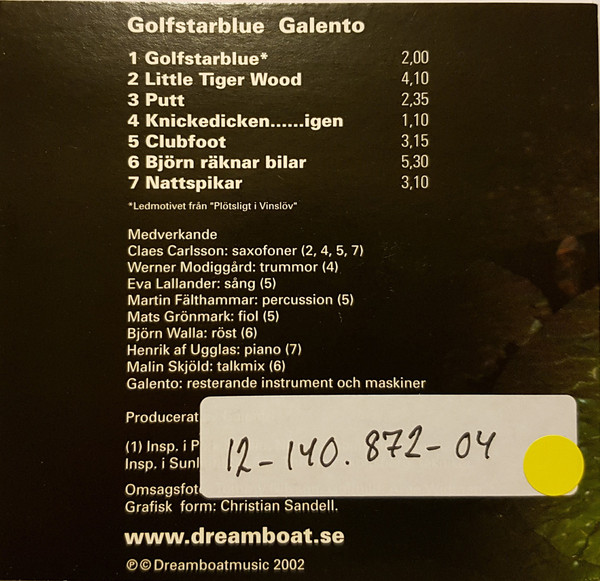 Golfstarblue Galento
1 Golfstarblue* 2,00
2 Little Tiger Wood 4,10
3 Putt 2,35
4 Knickedicken......igen 1,10
5 Clubfoot 3,15
6 Björn räknar bilar 5,30
7 Nattspikar 3,10
*Ledmotivet från "Plötsligt i Vinslöv"
Medverkande
Claes Carlsson: saxofoner (2, 4, 5, 7)
Werner Modiggård: trummor (4)
Eva Lallander: sång (5)
Martin Fälthammar: percussion (5)
Mats Grönmark: fiol (5)
Björn Walla: röst (6)
Henrik af Ugglas: piano (7)
Malin Skjöld: talkmix (6)
Galento: resterande instrument och maskiner
Producerat
(1) Insp. i P
Insp. i Sunl
12-140.872-04
Omsagsfot
Grafisk form: Christian Sandell.
www.dreamboat.se
℗©Dreamboatmusic 2002